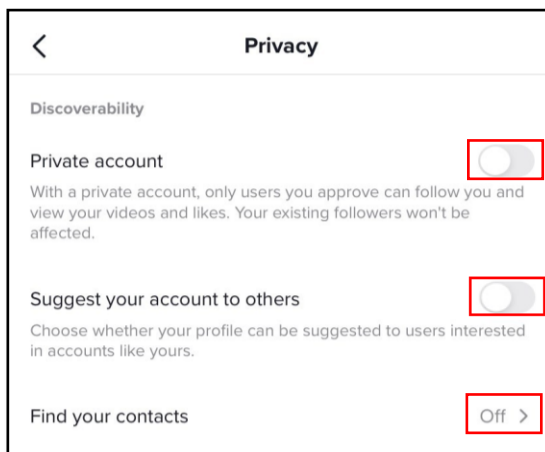 Privacy
Discoverability
Private account
With a private account, only users you approve can follow you and
view your videos and likes. Your existing followers won't be
affected.
Suggest your account to others
Choose whether your profile can be suggested to users interested
in accounts like yours.
Find your contacts
Off